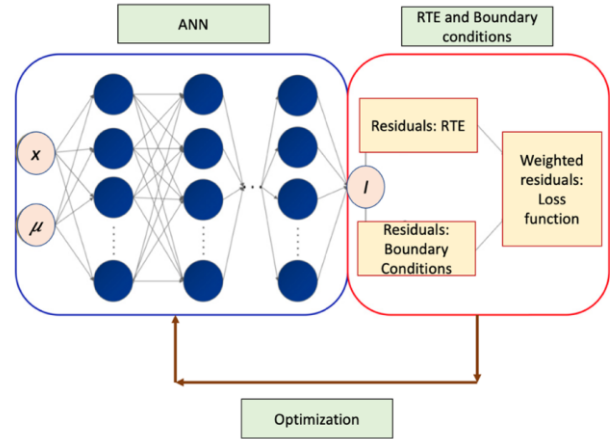 ANN
RTE and Boundary
conditions
x
μ
I
Residuals: RTE
Residuals:
Boundary
Conditions
Weighted
residuals:
Loss
function
Optimization